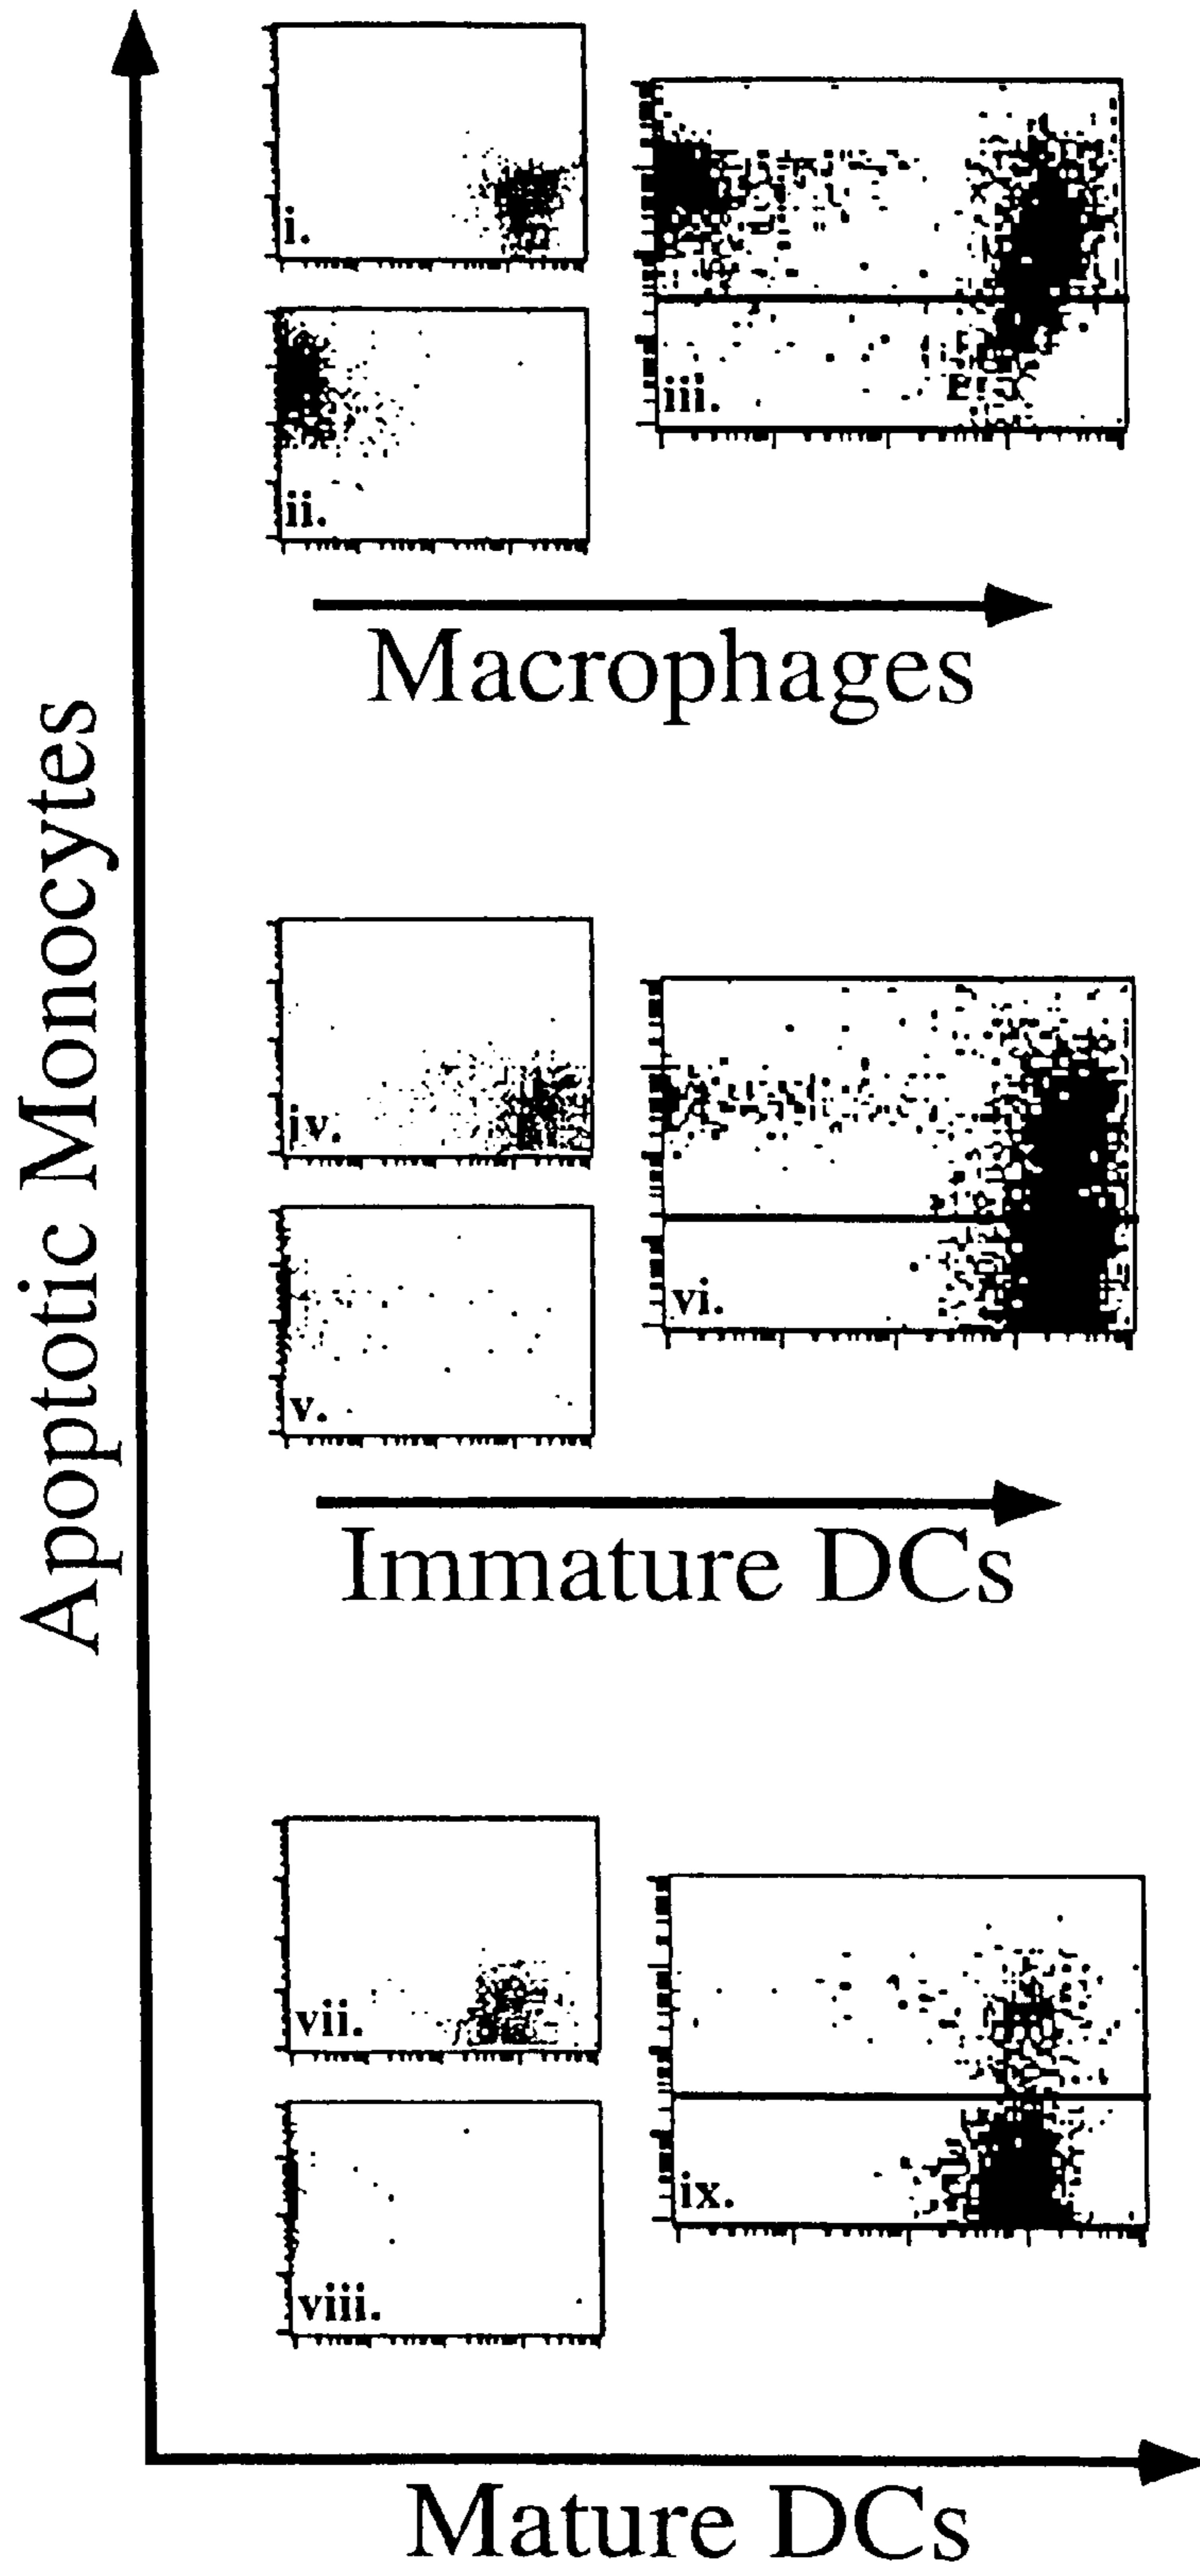 Apoptotic Monocytes
i.
ii.
iii.
Macrophages
iv.
v.
vi.
Immature DCs
vii.
viii.
ix.
Mature DCs